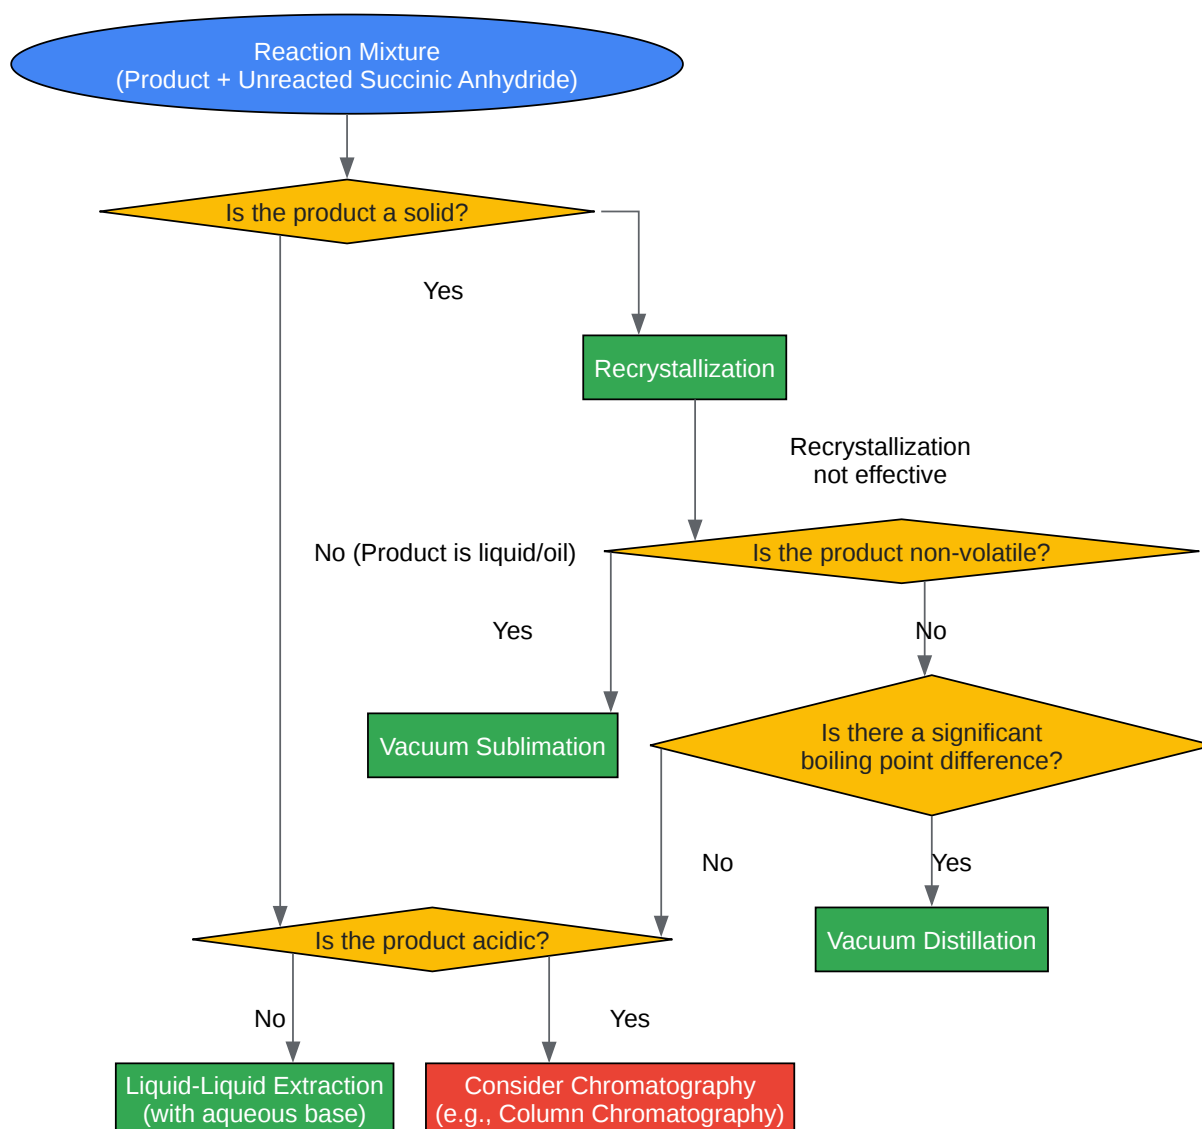 Reaction Mixture
(Product + Unreacted Succinic Anhydride)
Is the product a solid?
Yes
Recrystallization
Recrystallization
not effective
No (Product is liquid/oil)
Is the product non-volatile?
Yes
No
Vacuum Sublimation
Is there a significant
boiling point difference?
No
Yes
Is the product acidic?
Vacuum Distillation
No
Yes
Liquid-Liquid Extraction
(with aqueous base)
Consider Chromatography
(e.g., Column Chromatography)